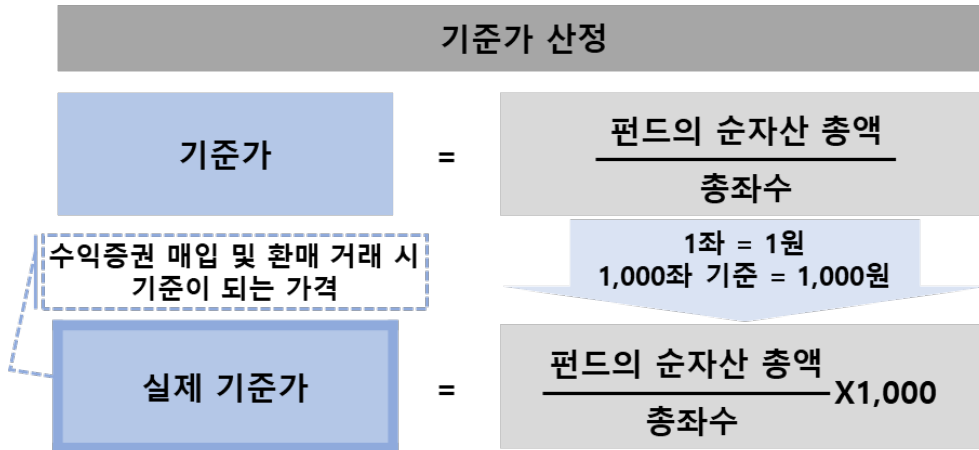 기준가 산정
기준가
=
펀드의 순자산 총액
총좌수
수익증권 매입 및 환매 거래 시
기준이 되는 가격
1좌 = 1원
1,000좌 기준 = 1,000원
실제 기준가
=
펀드의 순자산 총액
총좌수
X1,000